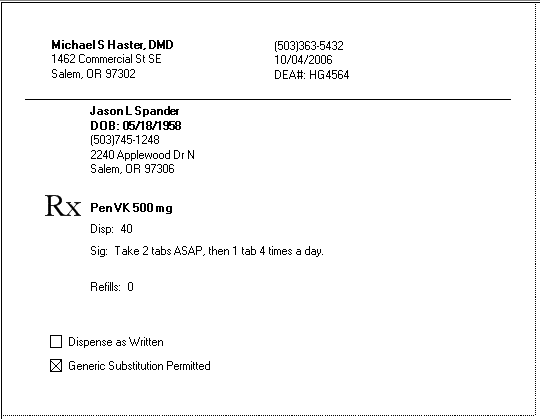 Michael S Haster, DMD
1462 Commercial St SE
Salem, OR 97302
(503)363-5432
10/04/2006
DEA#: HG4564
Jason L Spander
DOB: 05/18/1958
(503)745-1248
2240 Applewood Dr N
Salem, OR 97306
Rx Pen VK 500 mg
Disp: 40
Sig: Take 2 tabs ASAP, then 1 tab 4 times a day.
Refills: 0
Dispense as Written
Generic Substitution Permitted